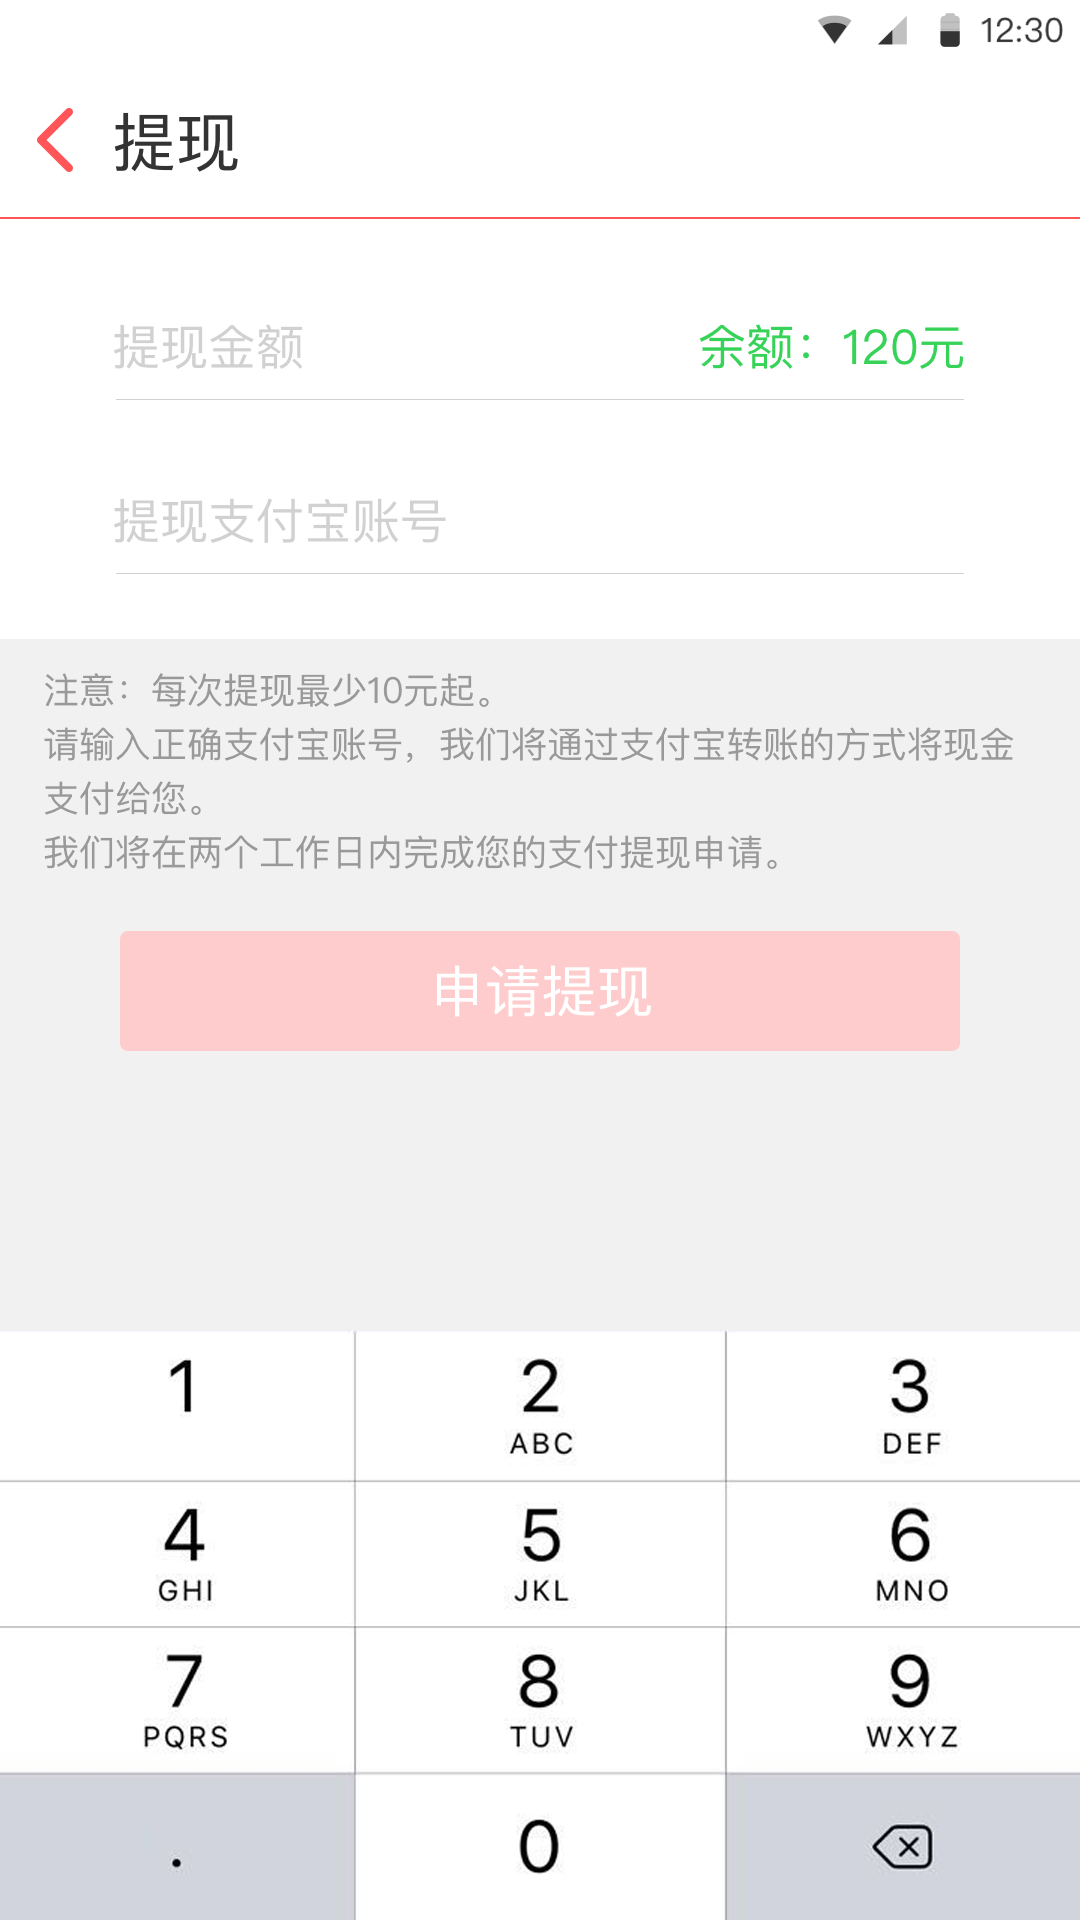 12:30
提现
提现金额 余额：120元
提现支付宝账号
注意：每次提现最少10元起。
请输入正确支付宝账号，我们将通过支付宝转账的方式将现金
支付给您。
我们将在两个工作日内完成您的支付提现申请。
申请提现
1 2 3
ABC DEF
4 5 6
GHI JKL MNO
7 8 9
PQRS TUV WXYZ
. 0